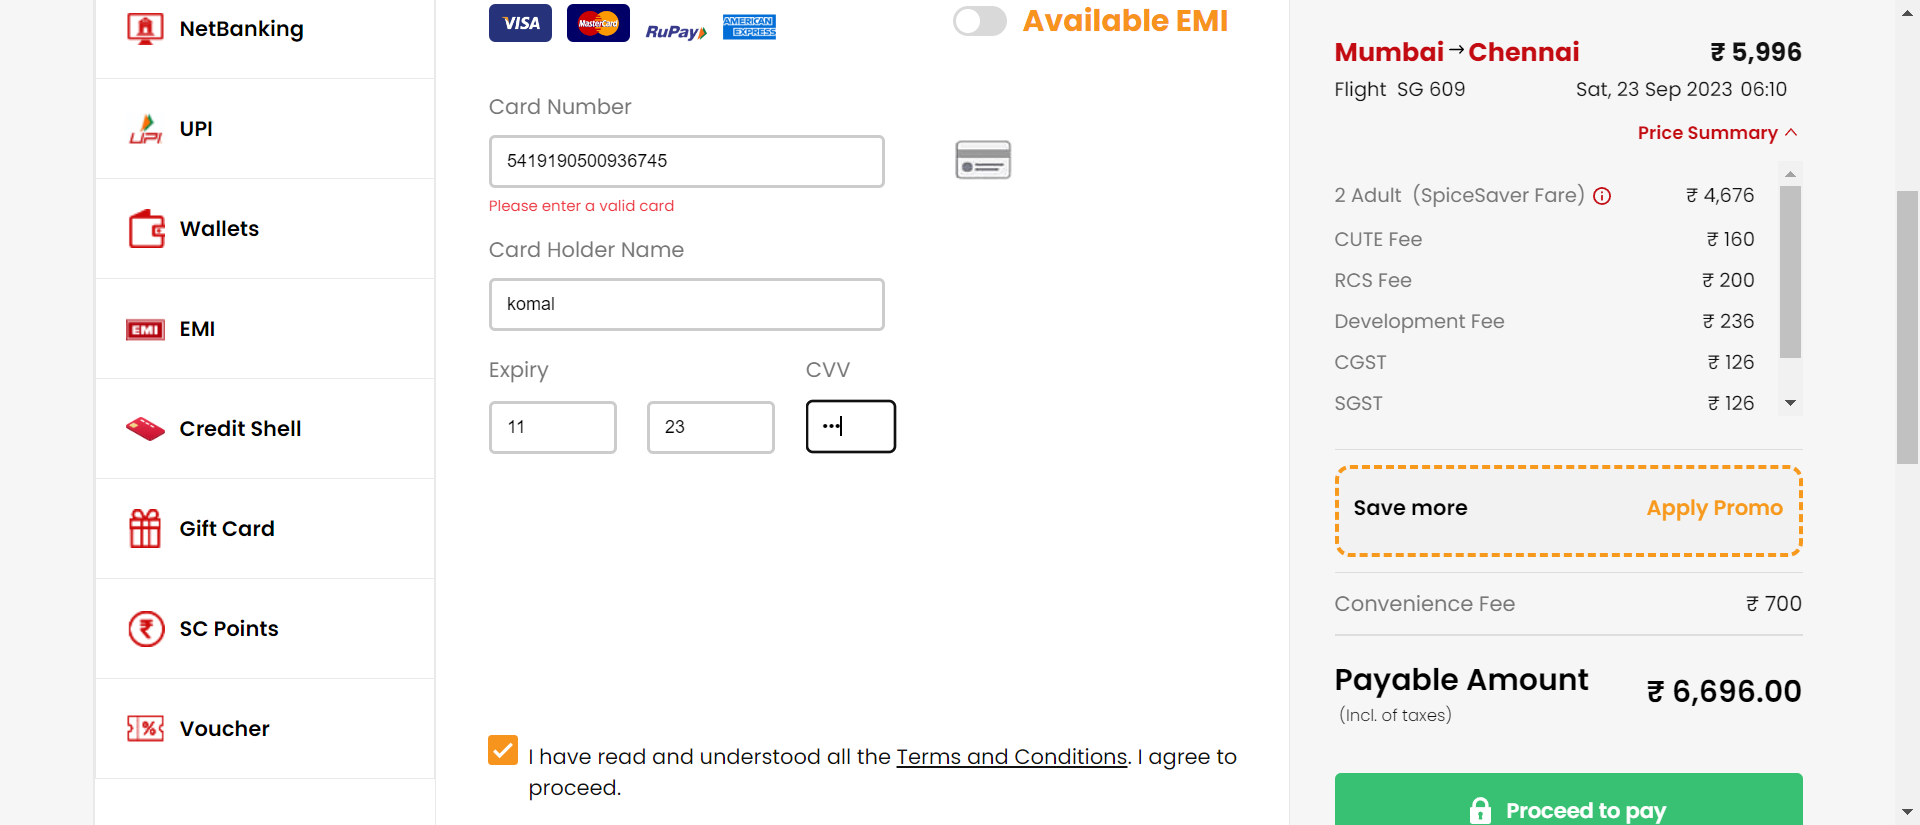 NetBanking
UPI
UPI
Wallets
EMI
EMI
Credit Shell
Gift Card
SC Points
Voucher
VISA
MasterCard
RuPay
AMERICAN
EXPRESS
Available EMI
Card Number
5419190500936745
Please enter a valid card
Card Holder Name
komal
Expiry
CVV
11
23
•••
I have read and understood all the Terms and Conditions. I agree to
proceed.
Mumbai → Chennai ₹ 5,996
Flight SG 609 Sat, 23 Sep 2023 06:10
Price Summary
2 Adult (SpiceSaver Fare) ₹ 4,676
CUTE Fee ₹ 160
RCS Fee ₹ 200
Development Fee ₹ 236
CGST ₹ 126
SGST ₹ 126
Save more Apply Promo
Convenience Fee ₹ 700
Payable Amount ₹ 6,696.00
(Incl. of taxes)
Proceed to pay